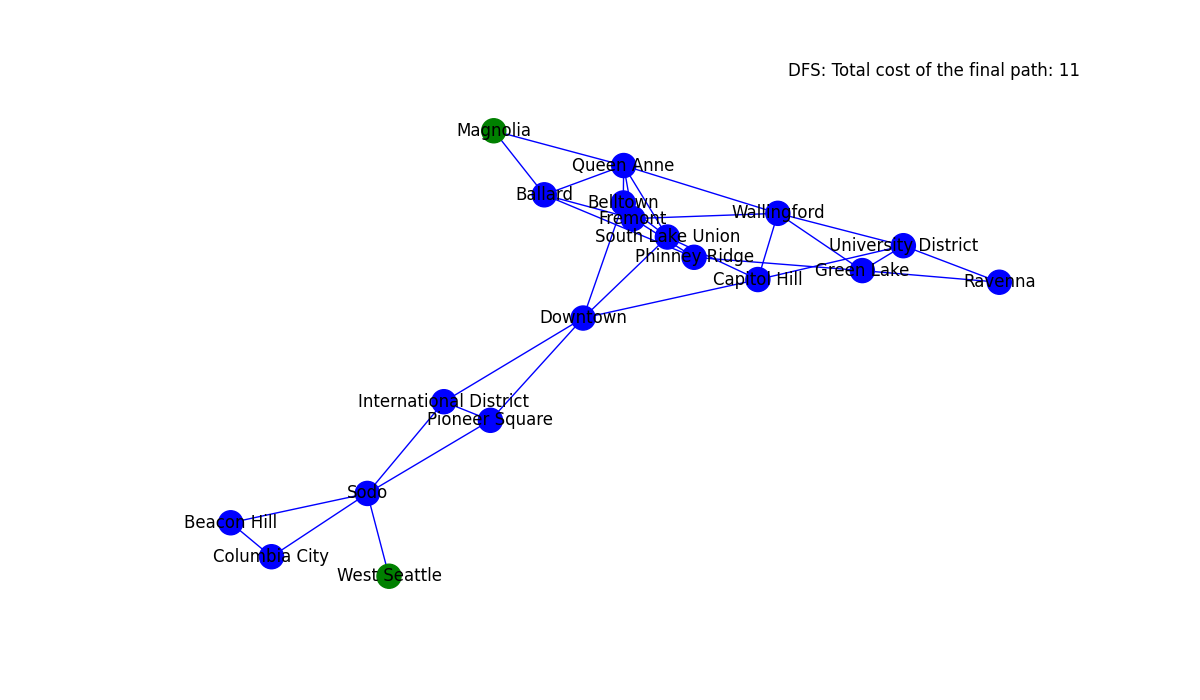 DFS: Total cost of the final path: 11
Magnolia
Queen Anne
Ballard
Belltown
Wallingford
Fremont
South Lake Union
University District
Phinney Ridge
Green Lake
Capitol Hill
Ravenna
Downtown
International District
Pioneer Square
Sodo
Beacon Hill
Columbia City
West Seattle